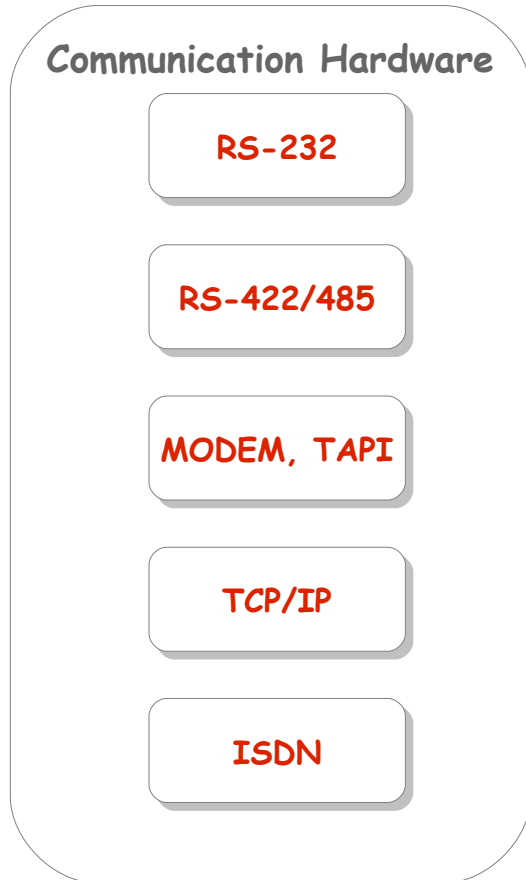 Communication Hardware
RS-232
RS-422/485
MODEM, TAPI
TCP/IP
ISDN